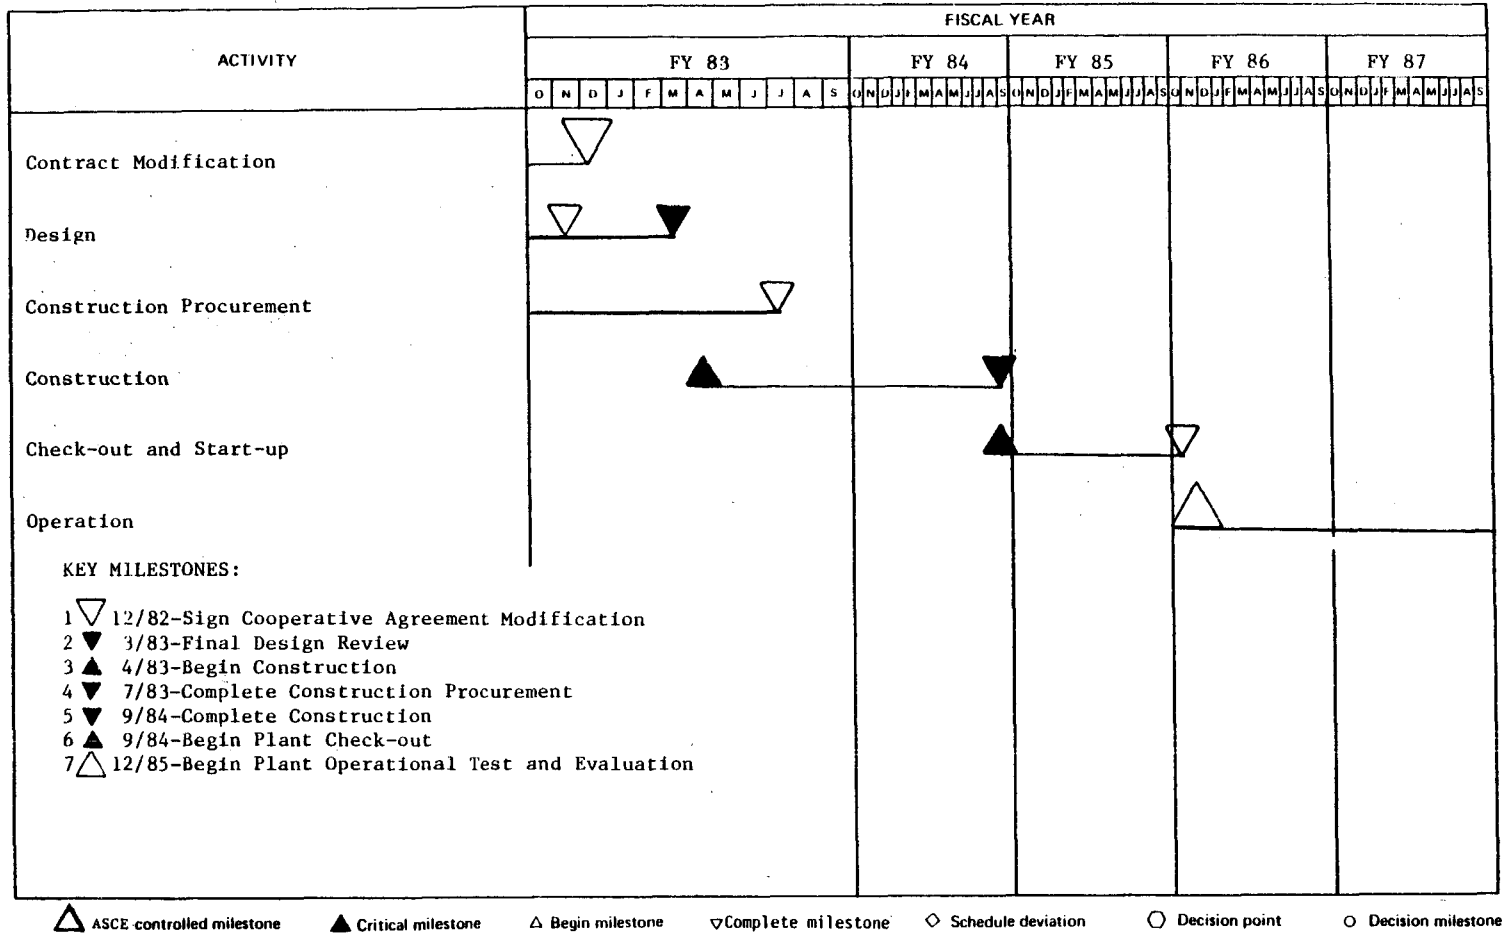 FISCAL YEAR
ACTIVITY
FY 83 FY 84 FY 85 FY 86 FY 87
O N D J F M A M J J A S O N D J F M A M J J A S O N D J F M A M J J A S O N D J F M A M J J A S O N D J F M A M J J A S
Contract Modification
Design
Construction Procurement
Construction
Check-out and Start-up
Operation
KEY MILESTONES:
1 12/82-Sign Cooperative Agreement Modification
2 3/83-Final Design Review
3 4/83-Begin Construction
4 7/83-Complete Construction Procurement
5 9/84-Complete Construction
6 9/84-Begin Plant Check-out
7 12/85-Begin Plant Operational Test and Evaluation
ASCE-controlled milestone Critical milestone Begin milestone Complete milestone Schedule deviation Decision point Decision milestone